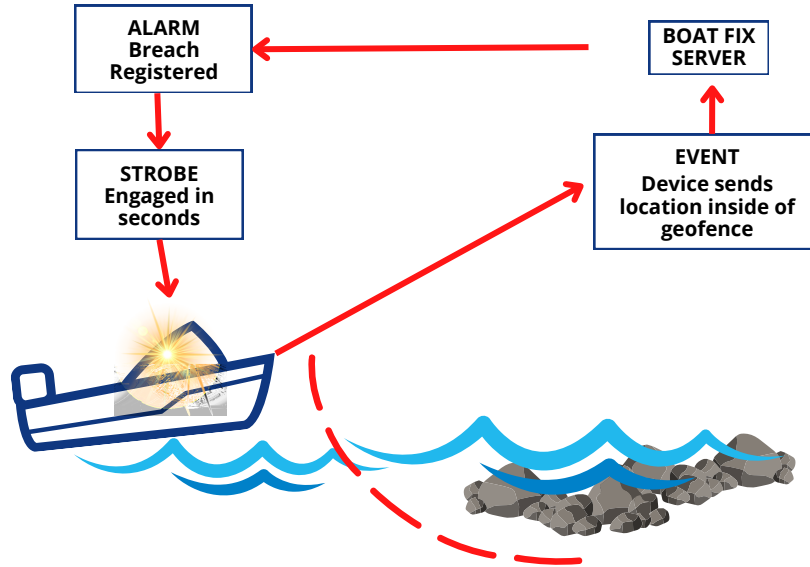 ALARM
Breach
Registered
BOAT FIX
SERVER
STROBE
Engaged in
seconds
EVENT
Device sends
location inside of
geofence